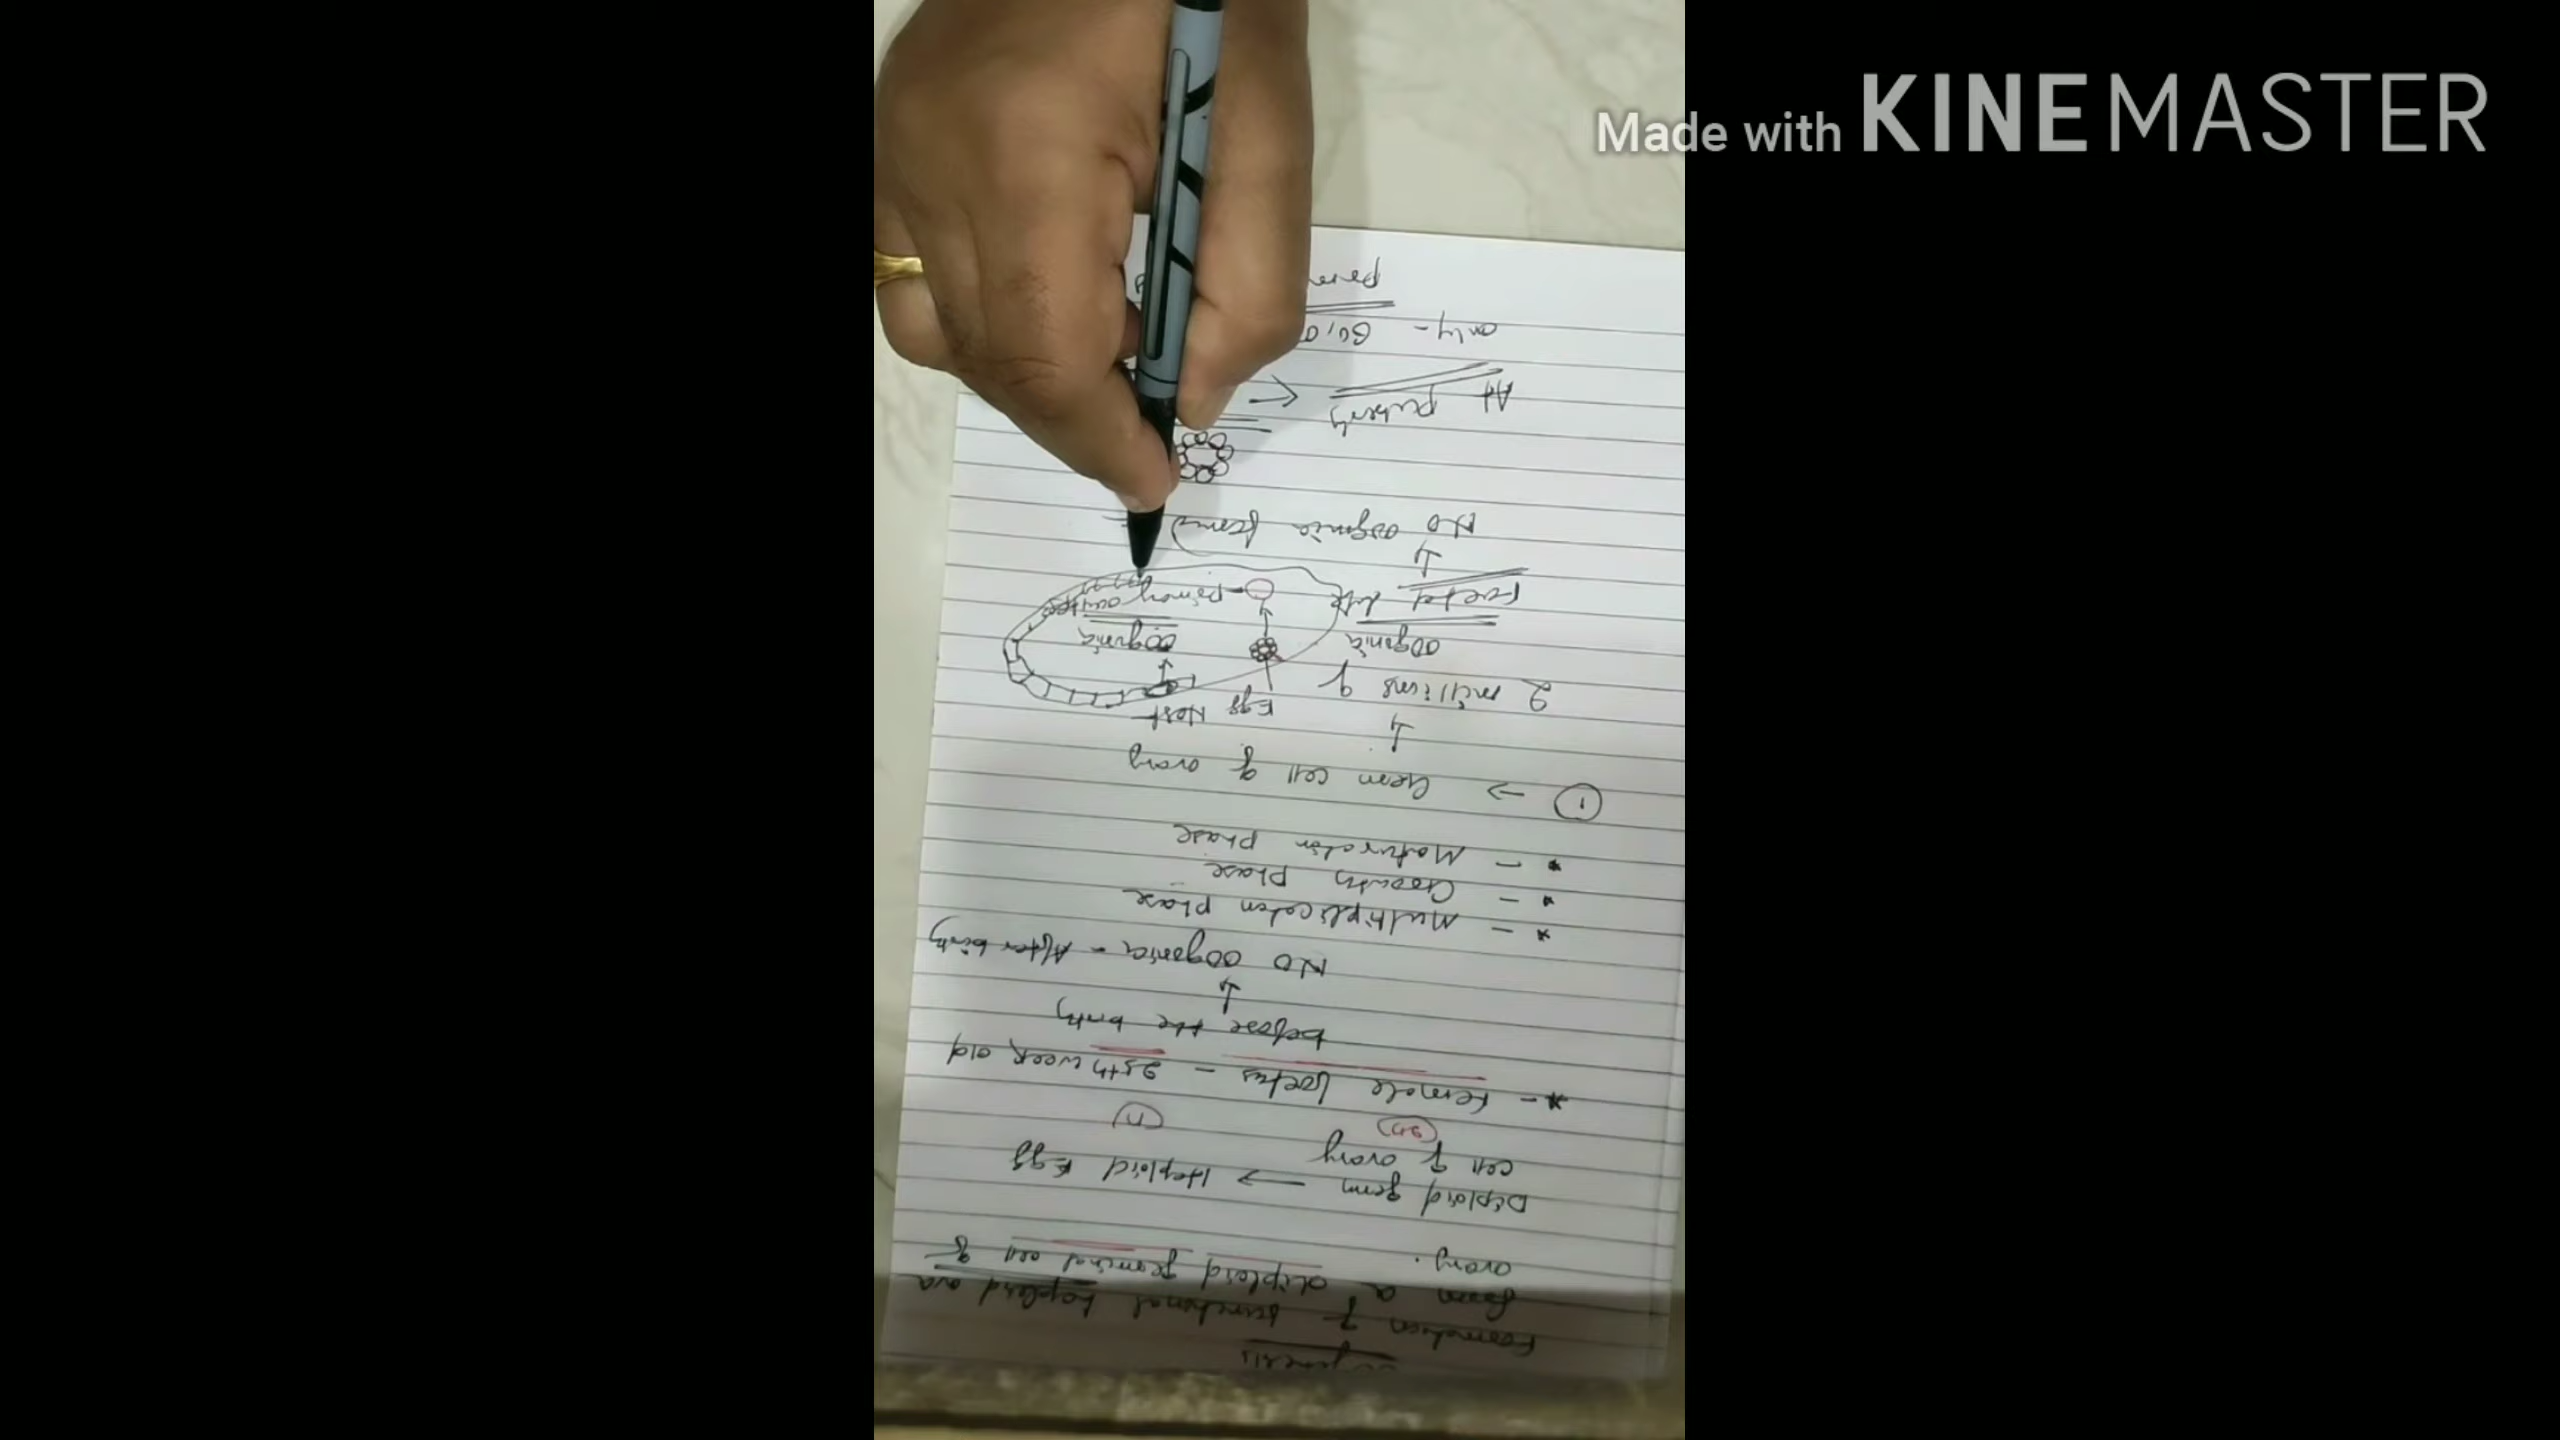 Made with KINEMASTER
oogenesis
Formation of functional haploid ova
from a diploid germinal cell of
ovary.
Diploid germ → Haploid Egg
cell of ovary
(2n) (n)
* - Female foetus - 25th week old
before the birth
↓
NO oogonia - After birth
* - Multiplication phase
* - Growth phase
* - Maturation phase
① → Germ cell of ovary
↓
2 millions of
oogonia
Foetal life
↓
NO oogonia formed
Egg Nest
oogonia
primary oocytes
At puberty →
only -